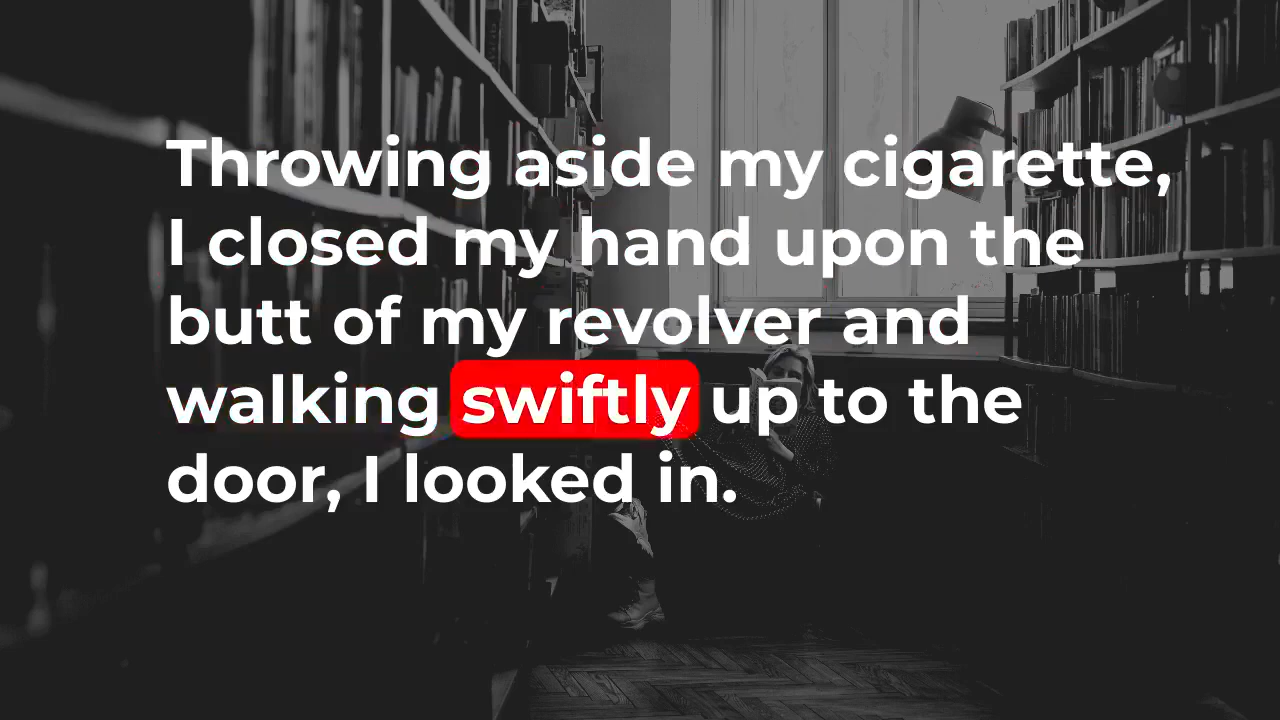 Throwing aside my cigarette,
I closed my hand upon the
butt of my revolver and
walking swiftly up to the
door, I looked in.